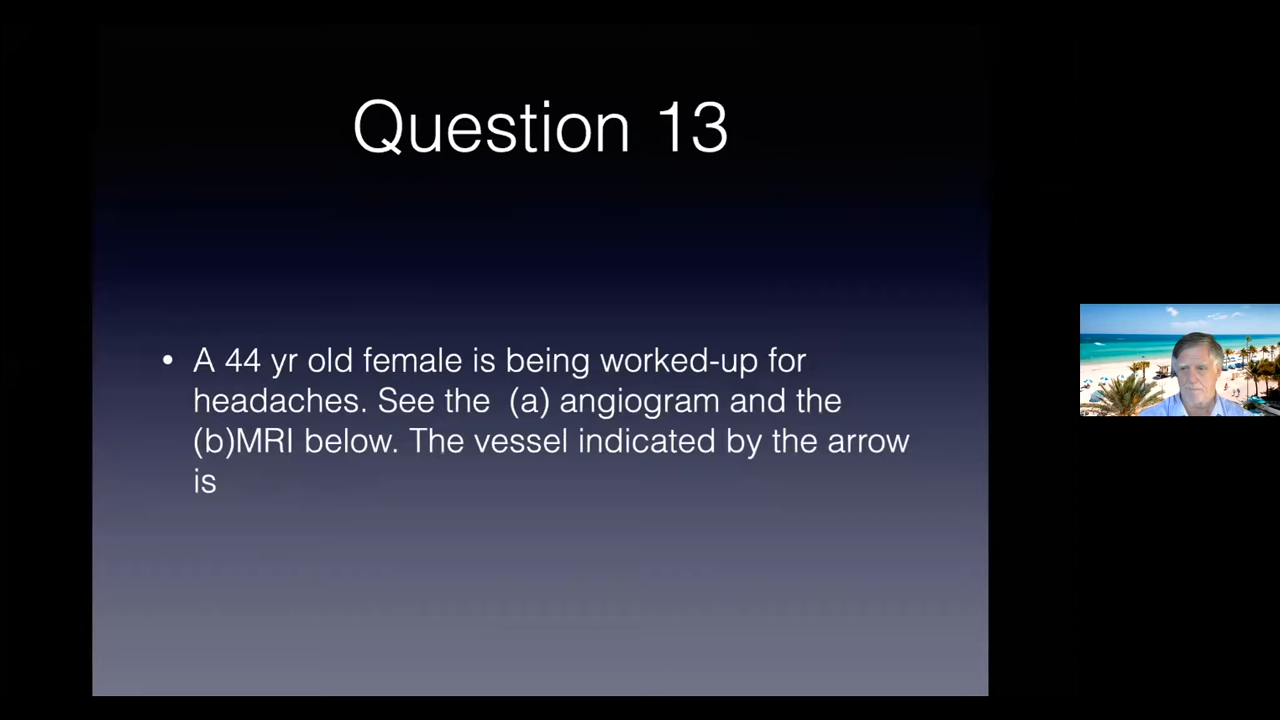 Question 13
• A 44 yr old female is being worked-up for
headaches. See the (a) angiogram and the
(b)MRI below. The vessel indicated by the arrow
is